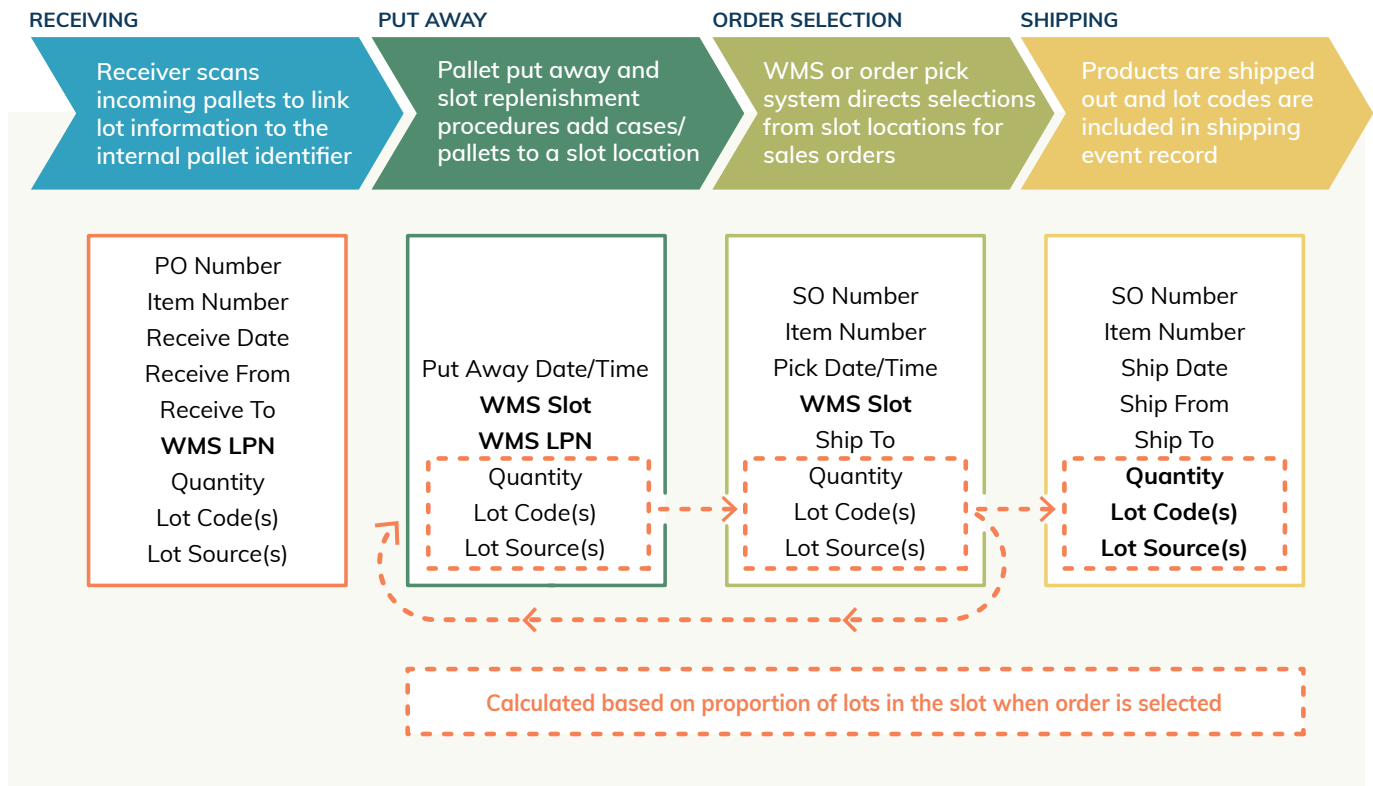 RECEIVING
Receiver scans
incoming pallets to link
lot information to the
internal pallet identifier
PUT AWAY
Pallet put away and
slot replenishment
procedures add cases/
pallets to a slot location
ORDER SELECTION
WMS or order pick
system directs selections
from slot locations for
sales orders
SHIPPING
Products are shipped
out and lot codes are
included in shipping
event record
PO Number
Item Number
Receive Date
Receive From
Receive To
WMS LPN
Quantity
Lot Code(s)
Lot Source(s)
Put Away Date/Time
WMS Slot
WMS LPN
Quantity
Lot Code(s)
Lot Source(s)
SO Number
Item Number
Pick Date/Time
WMS Slot
Ship To
Quantity
Lot Code(s)
Lot Source(s)
SO Number
Item Number
Ship Date
Ship From
Ship To
Quantity
Lot Code(s)
Lot Source(s)
Calculated based on proportion of lots in the slot when order is selected